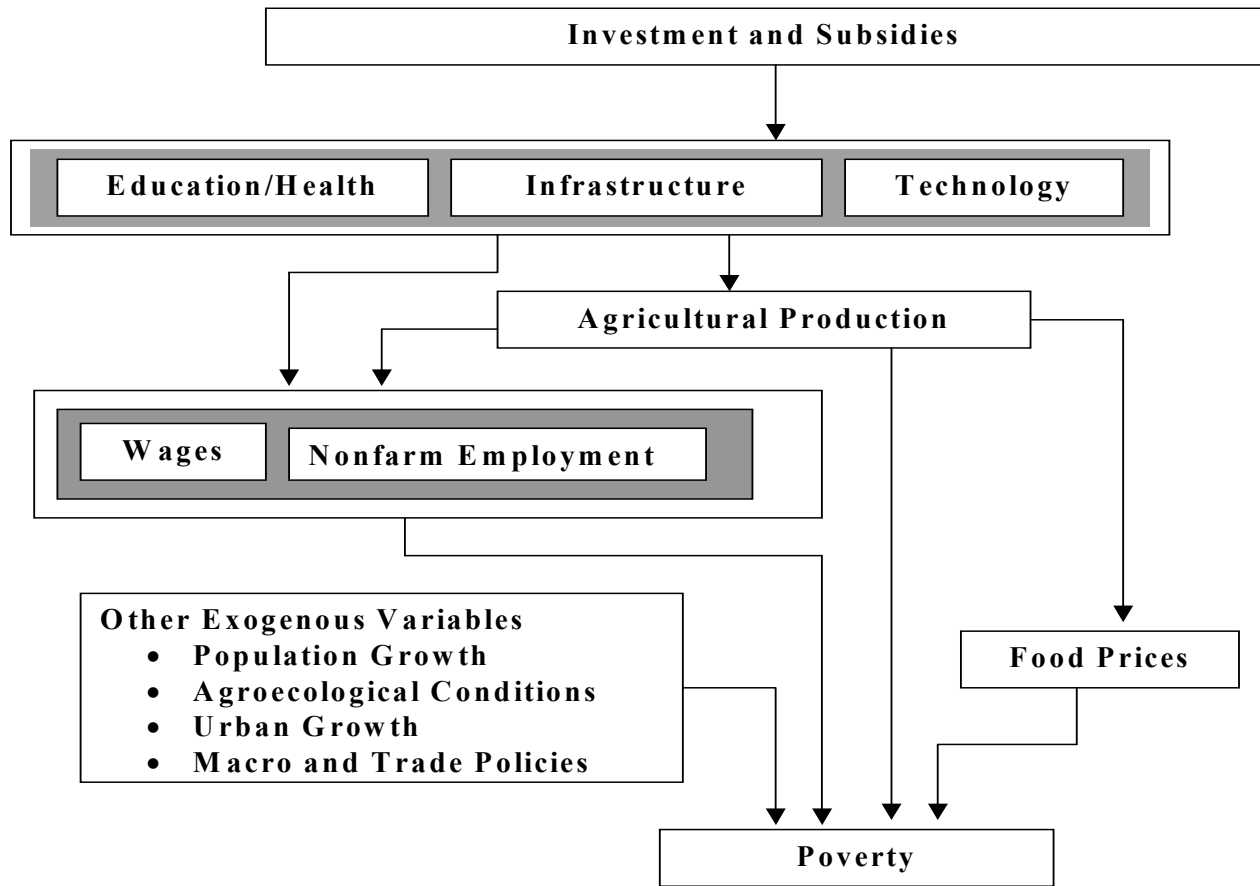 Investment and Subsidies
Education/Health
Infrastructure
Technology
Agricultural Production
Wages
Nonfarm Employment
Other Exogenous Variables
• Population Growth
• Agroecological Conditions
• Urban Growth
• Macro and Trade Policies
Food Prices
Poverty